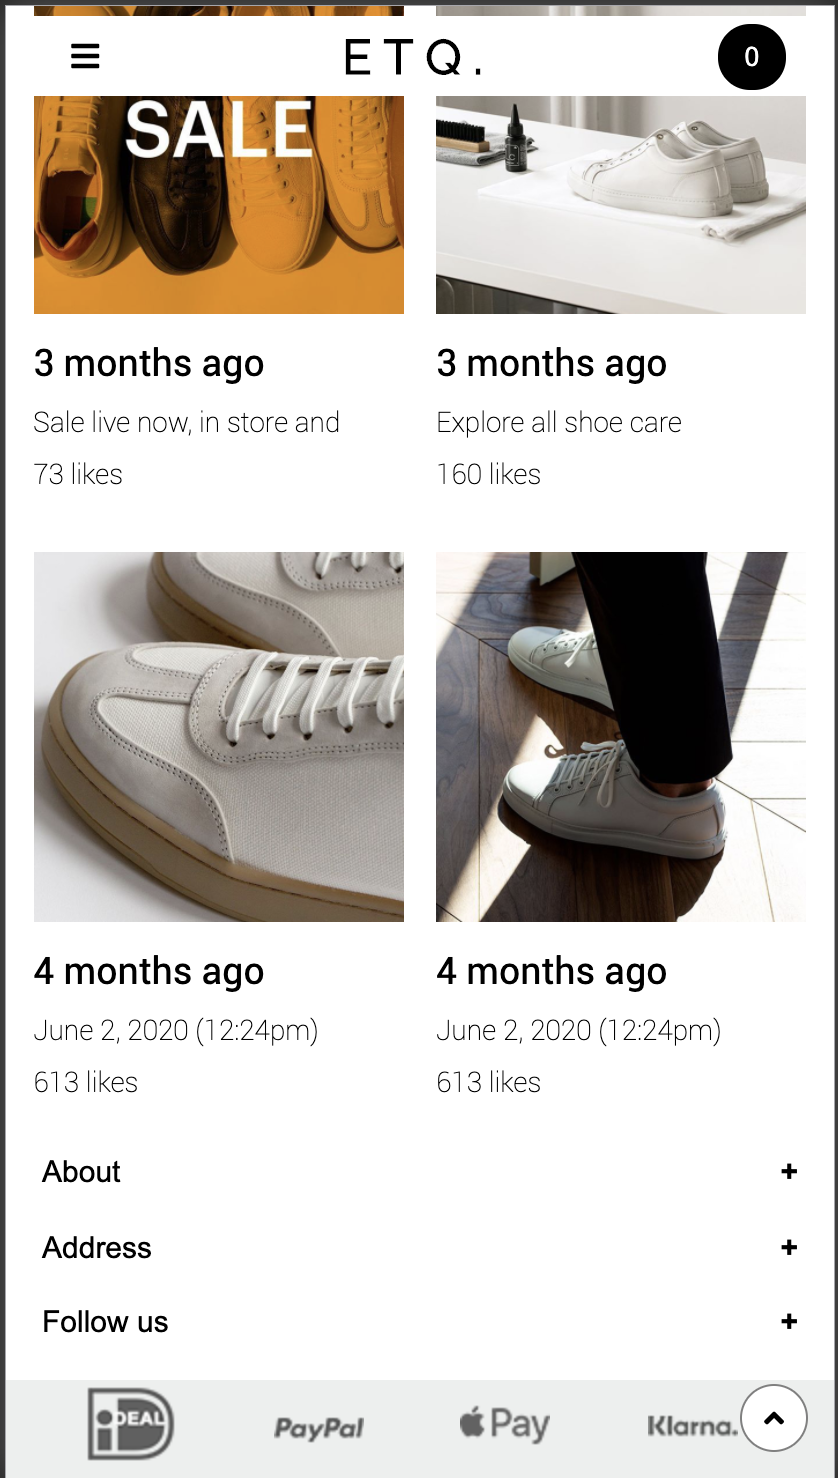 ETQ.
0
SALE
3 months ago
Sale live now, in store and
73 likes
3 months ago
Explore all shoe care
160 likes
4 months ago
June 2, 2020 (12:24pm)
613 likes
4 months ago
June 2, 2020 (12:24pm)
613 likes
About +
Address +
Follow us +
iDEAL
PayPal
Pay
Klarna.